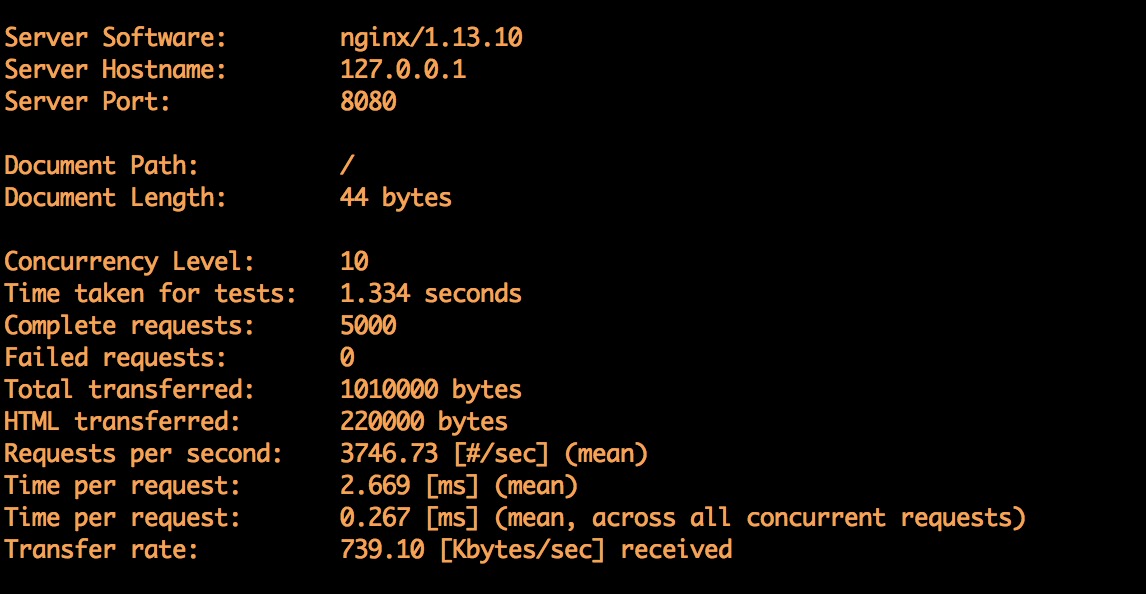 Server Software: nginx/1.13.10
Server Hostname: 127.0.0.1
Server Port: 8080
Document Path: /
Document Length: 44 bytes
Concurrency Level: 10
Time taken for tests: 1.334 seconds
Complete requests: 5000
Failed requests: 0
Total transferred: 1010000 bytes
HTML transferred: 220000 bytes
Requests per second: 3746.73 [#/sec] (mean)
Time per request: 2.669 [ms] (mean)
Time per request: 0.267 [ms] (mean, across all concurrent requests)
Transfer rate: 739.10 [Kbytes/sec] received